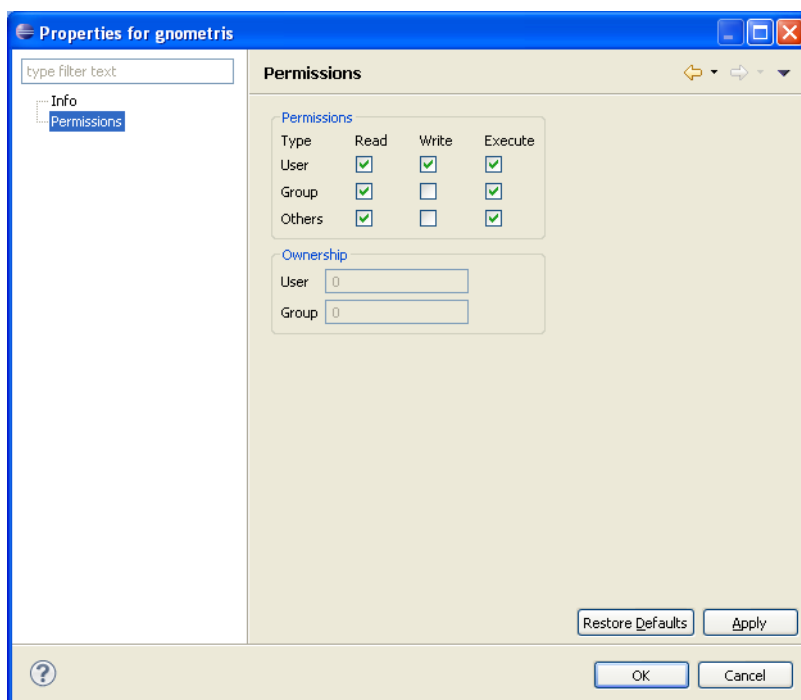 Properties for gnometris
type filter text
Info
Permissions
Permissions
Permissions
Type Read Write Execute
User
Group
Others
Ownership
User 0
Group 0
Restore Defaults Apply
? OK Cancel